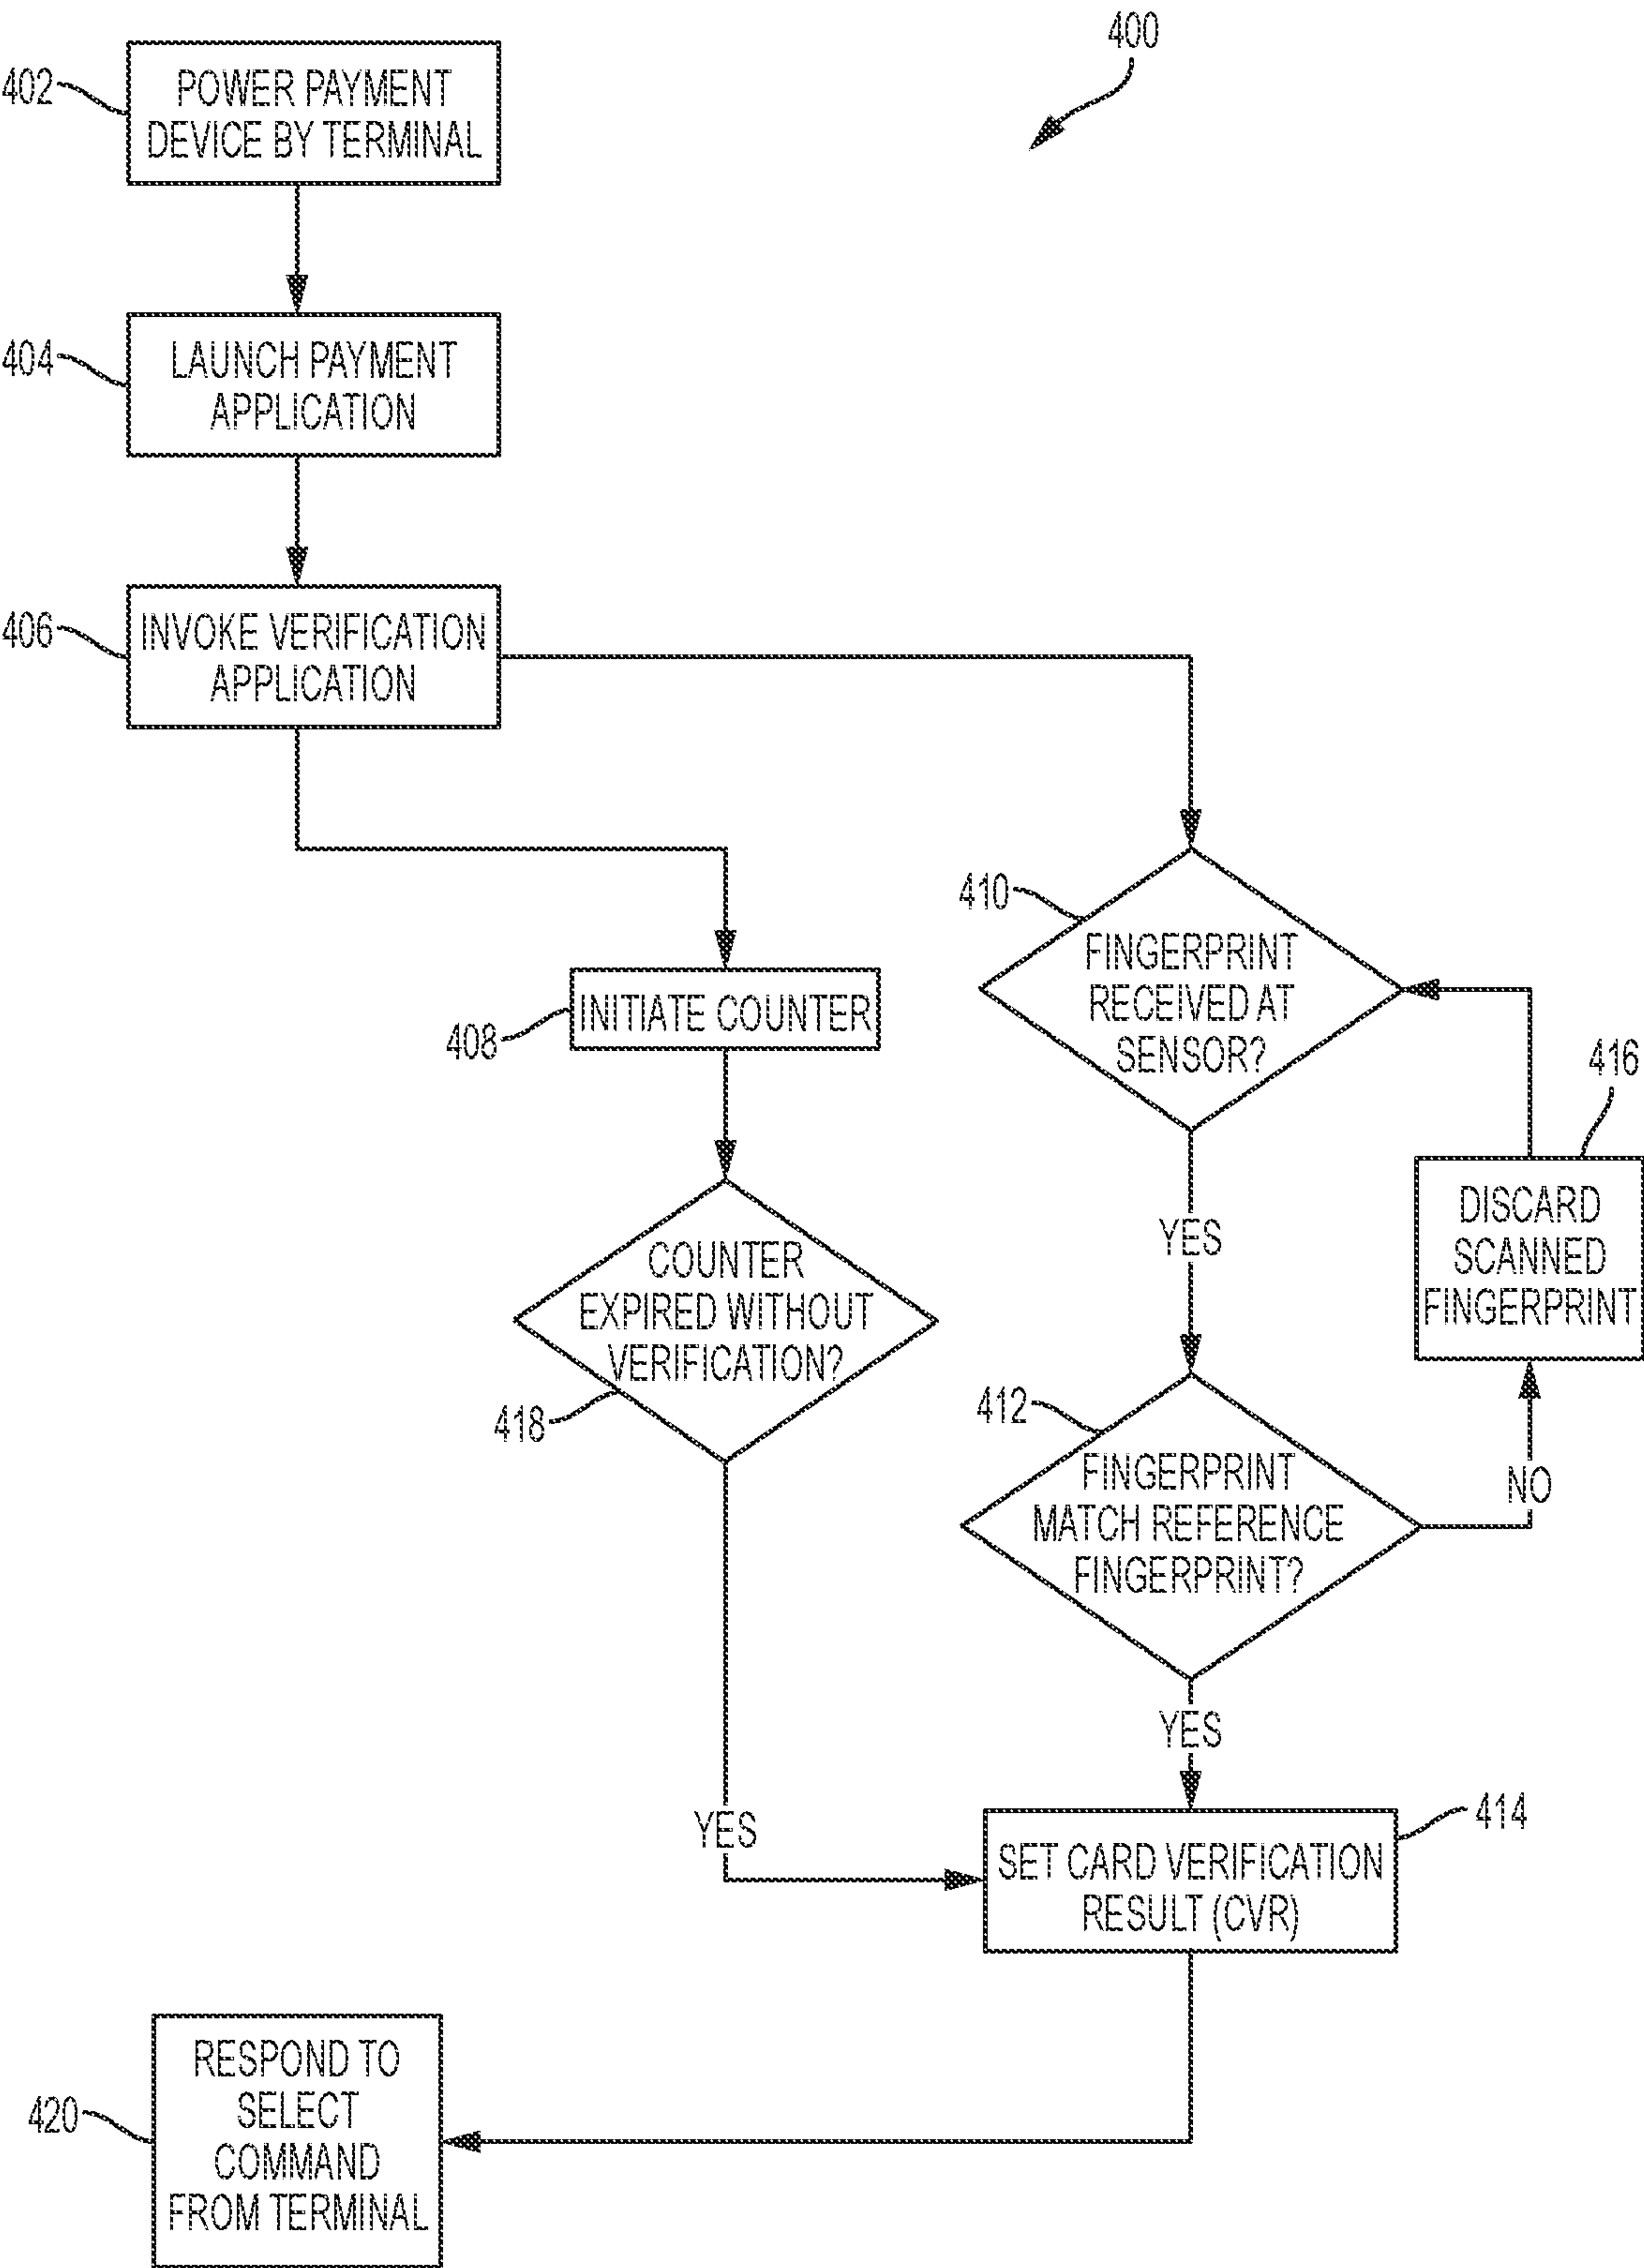 400
402
POWER PAYMENT
DEVICE BY TERMINAL
404
LAUNCH PAYMENT
APPLICATION
406
INVOKE VERIFICATION
APPLICATION
410
FINGERPRINT
RECEIVED AT
SENSOR?
408
INITIATE COUNTER
416
DISCARD
SCANNED
FINGERPRINT
YES
COUNTER
EXPIRED WITHOUT
VERIFICATION?
418
412
FINGERPRINT
MATCH REFERENCE
FINGERPRINT?
NO
YES
YES
414
SET CARD VERIFICATION
RESULT (CVR)
420
RESPOND TO
SELECT
COMMAND
FROM TERMINAL